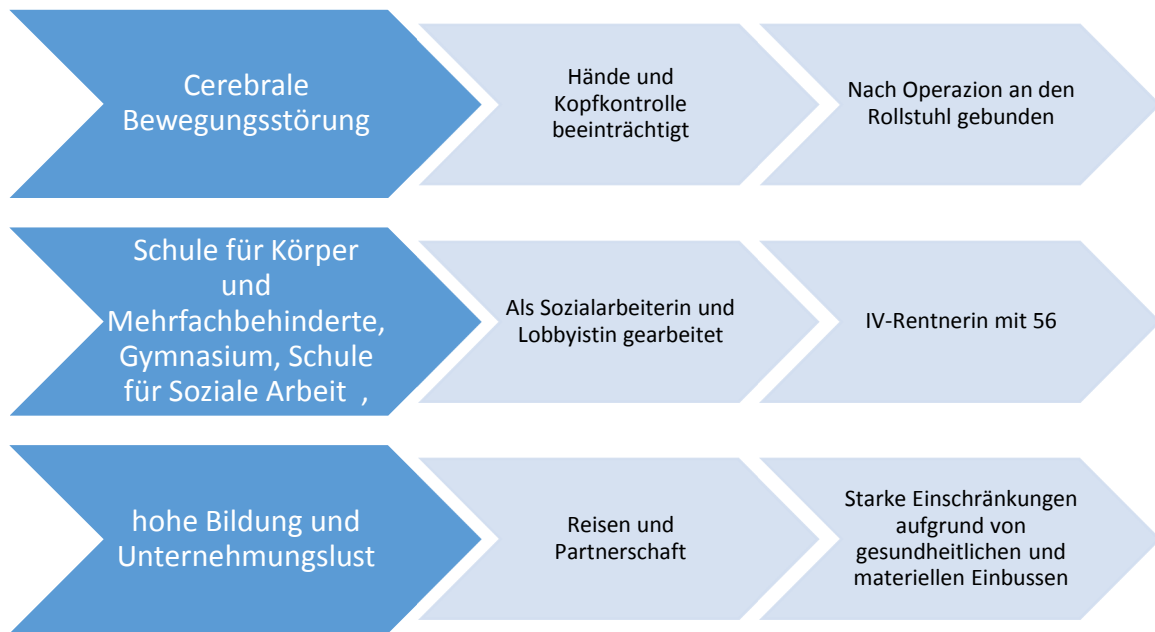 Cerebrale
Bewegungsstörung
Hände und
Kopfkontrolle
beeinträchtigt
Nach Operazion an den
Rollstuhl gebunden
Schule für Körper
und
Mehrfachbehinderte,
Gymnasium, Schule
für Soziale Arbeit ,
Als Sozialarbeiterin und
Lobbyistin gearbeitet
IV-Rentnerin mit 56
hohe Bildung und
Unternehmungslust
Reisen und
Partnerschaft
Starke Einschränkungen
aufgrund von
gesundheitlichen und
materiellen Einbussen